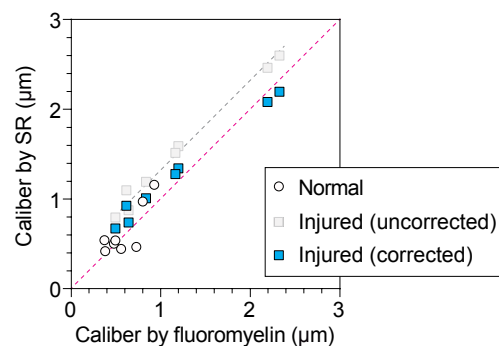 3
2
1
0
Caliber by SR (μm)
0
1
2
3
Caliber by fluoromyelin (μm)
Normal
Injured (uncorrected)
Injured (corrected)